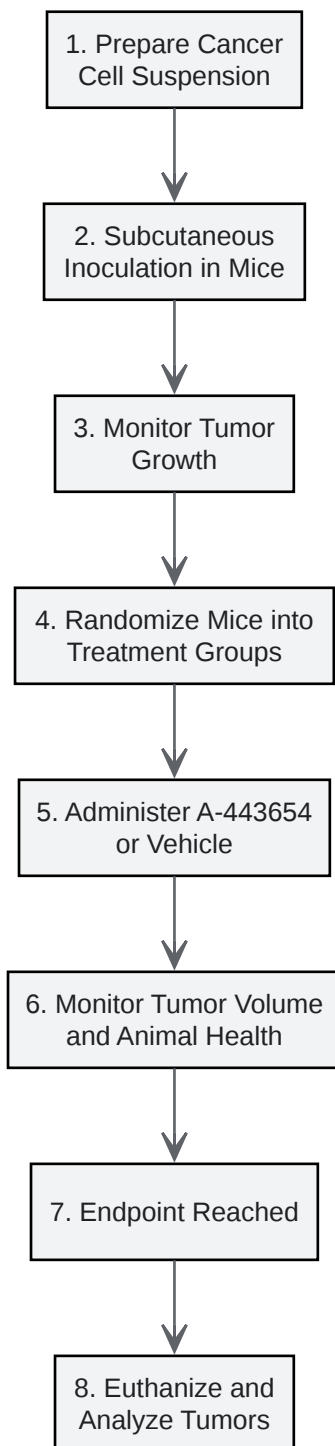 1. Prepare Cancer
Cell Suspension
2. Subcutaneous
Inoculation in Mice
3. Monitor Tumor
Growth
4. Randomize Mice into
Treatment Groups
5. Administer A-443654
or Vehicle
6. Monitor Tumor Volume
and Animal Health
7. Endpoint Reached
8. Euthanize and
Analyze Tumors